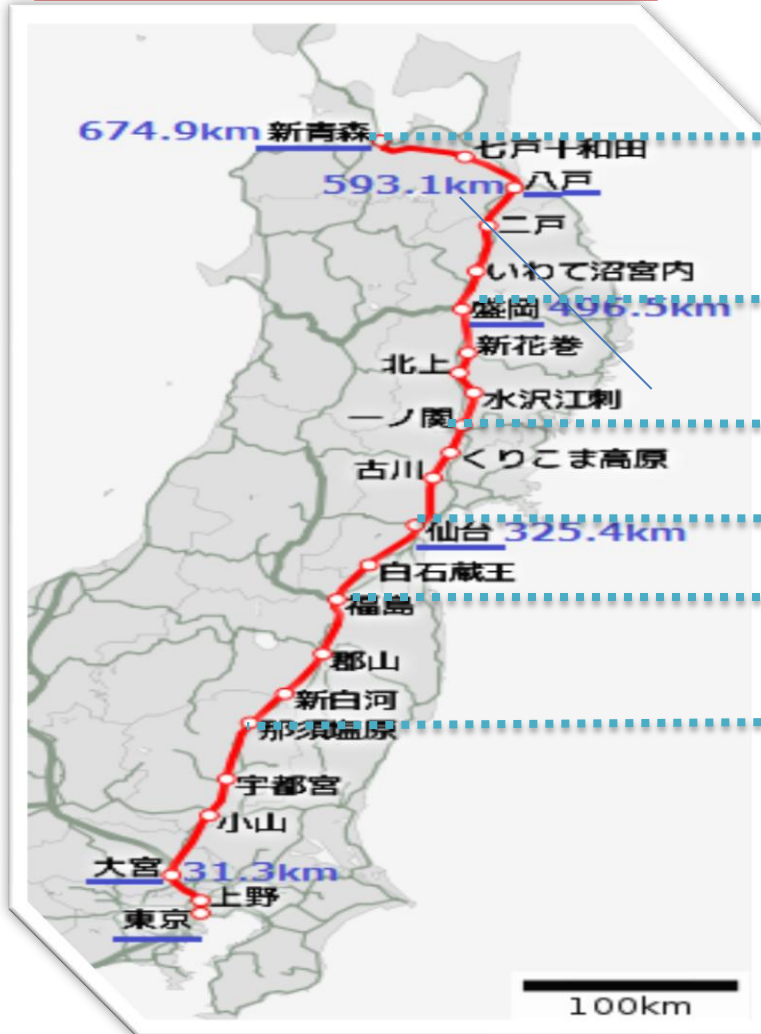 674.9km 新青森
七戸十和田
593.1km 八戸
二戸
いわて沼宮内
盛岡 496.5km
新花巻
北上
水沢江刺
一ノ関
くりこま高原
古川
仙台 325.4km
白石蔵王
福島
郡山
新白河
那須塩原
宇都宮
小山
大宮 31.3km
上野
東京
100km